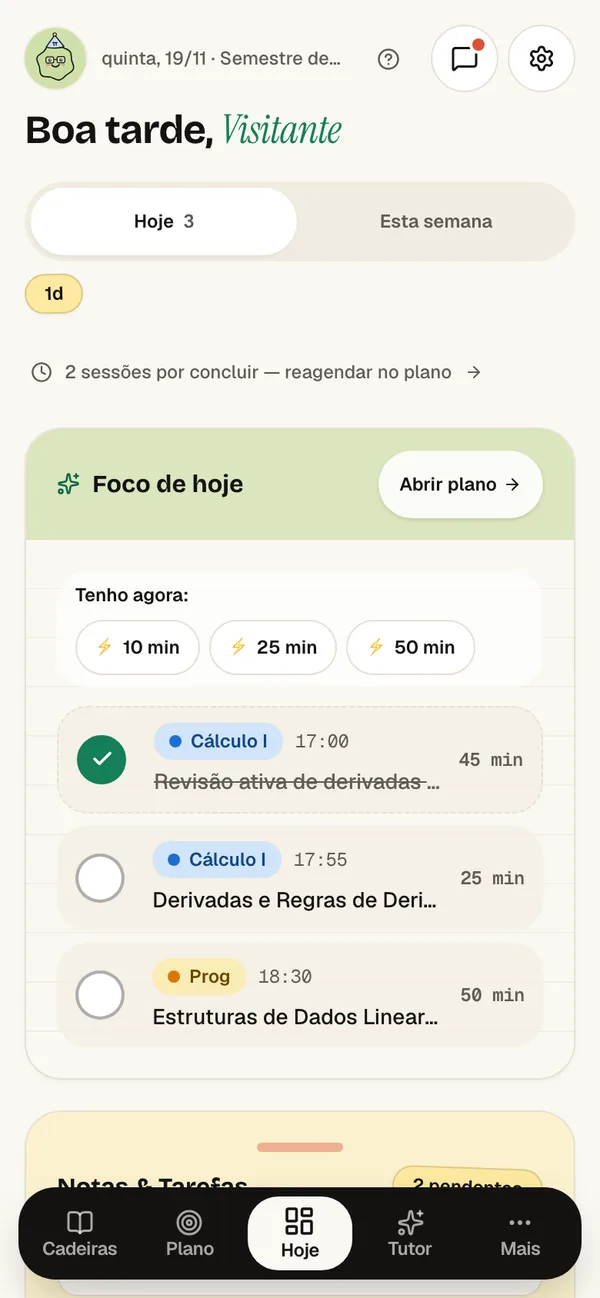 quinta, 19/11 · Semestre de...
Boa tarde, Visitante
Hoje 3
Esta semana
1d
2 sessões por concluir — reagendar no plano →
Foco de hoje
Abrir plano →
Tenho agora:
10 min
25 min
50 min
Cálculo I 17:00
Revisão ativa de derivadas ...
45 min
Cálculo I 17:55
Derivadas e Regras de Deri...
25 min
Prog 18:30
Estruturas de Dados Linear...
50 min
Notas & Tarefas
2 pendentes
Cadeiras
Plano
Hoje
Tutor
Mais